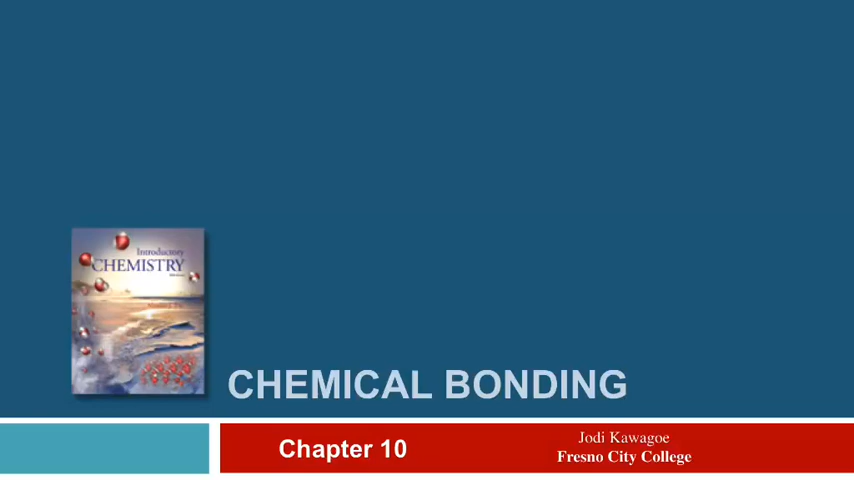 Introductory
CHEMISTRY
CHEMICAL BONDING
Chapter 10
Jodi Kawagoe
Fresno City College